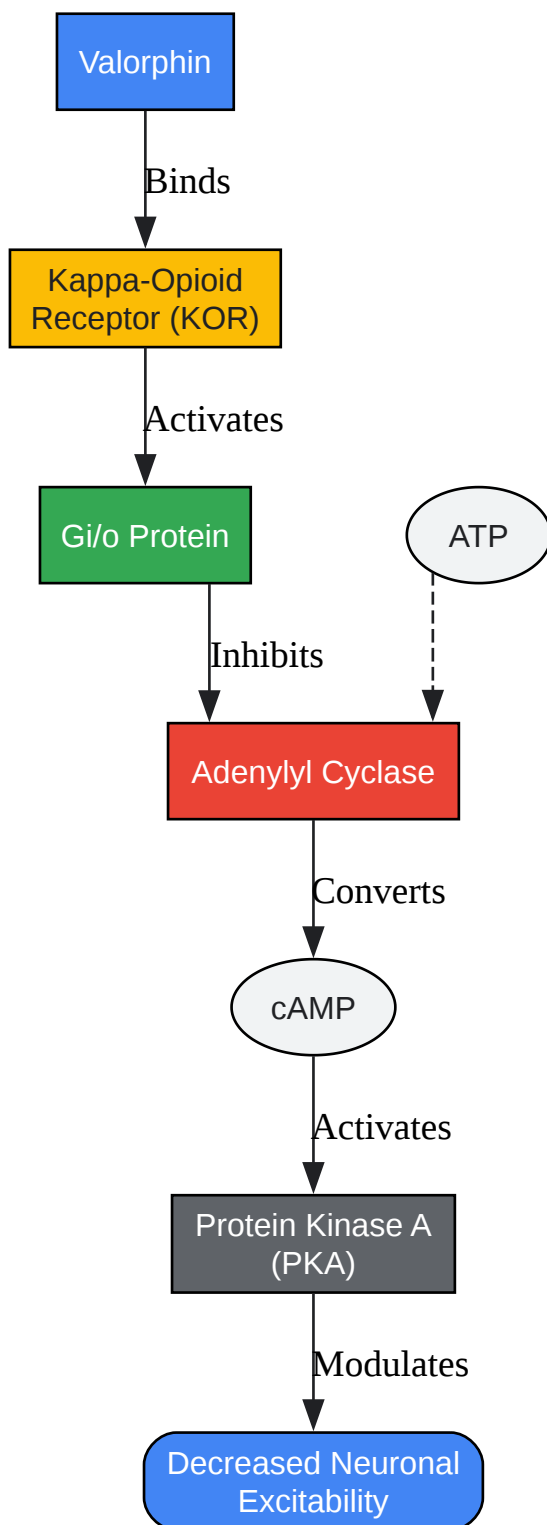 Valorphin
Binds
Kappa-Opioid
Receptor (KOR)
Activates
Gi/o Protein
ATP
Inhibits
Adenylyl Cyclase
Converts
cAMP
Activates
Protein Kinase A
(PKA)
Modulates
Decreased Neuronal
Excitability